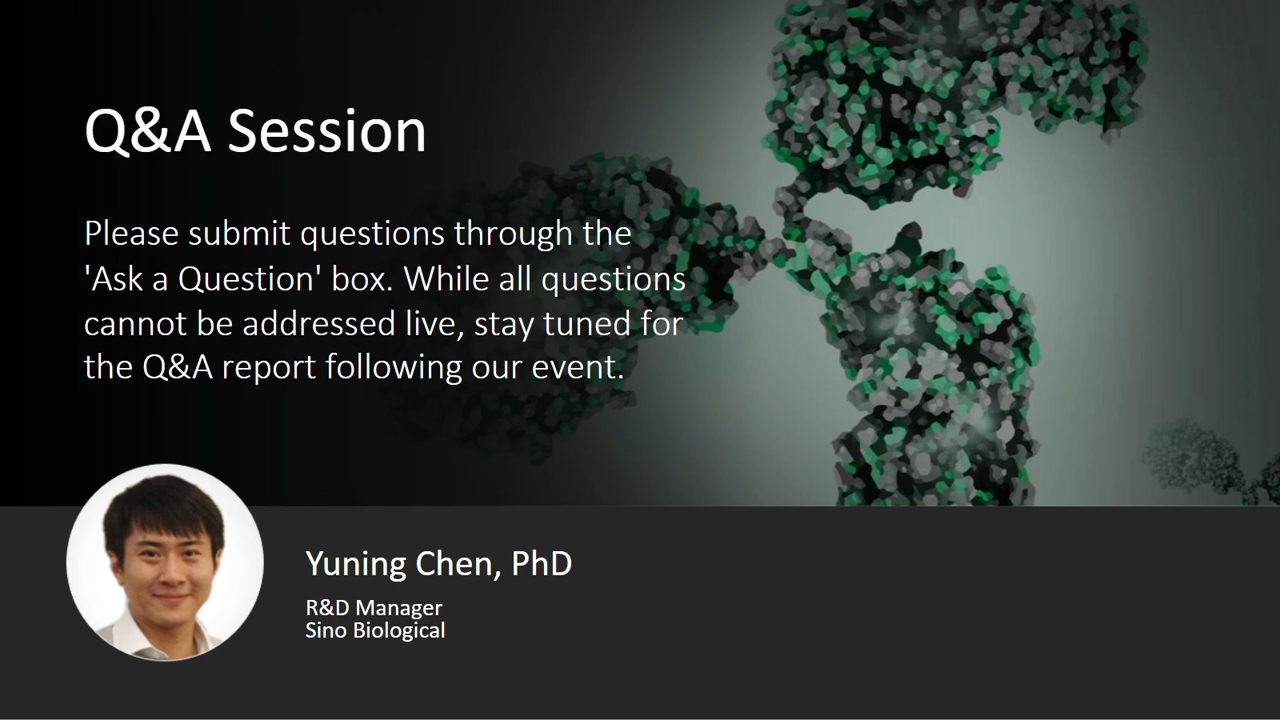 Q&A Session
Please submit questions through the
'Ask a Question' box. While all questions
cannot be addressed live, stay tuned for
the Q&A report following our event.
Yuning Chen, PhD
R&D Manager
Sino Biological